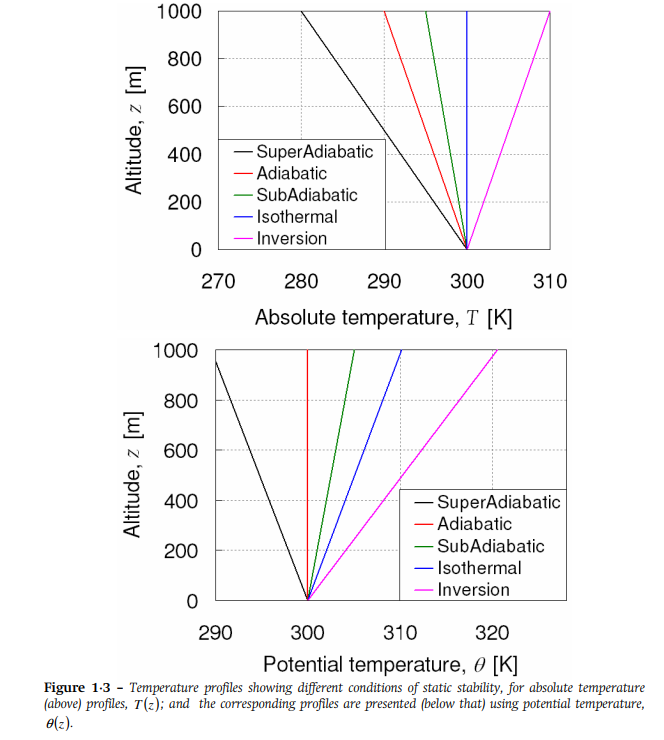 1000
800
600
400
200
0
Altitude, z [m]
SuperAdiabatic
Adiabatic
SubAdiabatic
Isothermal
Inversion
270 280 290 300 310
Absolute temperature, T [K]
1000
800
600
400
200
0
Altitude, z [m]
SuperAdiabatic
Adiabatic
SubAdiabatic
Isothermal
Inversion
290 300 310 320
Potential temperature, θ [K]
Figure 1·3 – Temperature profiles showing different conditions of static stability, for absolute temperature
(above) profiles, T(z); and the corresponding profiles are presented (below that) using potential temperature,
θ(z).